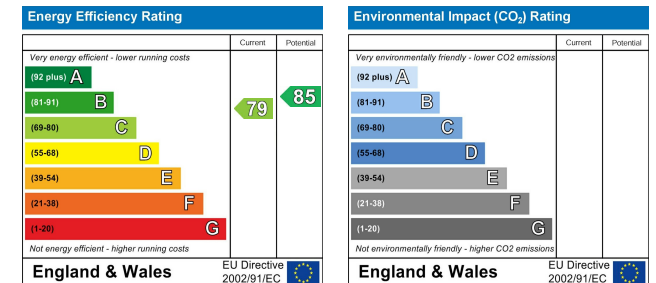 Energy Efficiency Rating
Current Potential
Very energy efficient - lower running costs
(92 plus) A
(81-91) B
(69-80) C
(55-68) D
(39-54) E
(21-38) F
(1-20) G
79
85
Not energy efficient - higher running costs
England & Wales
EU Directive
2002/91/EC
Environmental Impact (CO₂) Rating
Current Potential
Very environmentally friendly - lower CO2 emissions
(92 plus) A
(81-91) B
(69-80) C
(55-68) D
(39-54) E
(21-38) F
(1-20) G
Not environmentally friendly - higher CO2 emissions
England & Wales
EU Directive
2002/91/EC